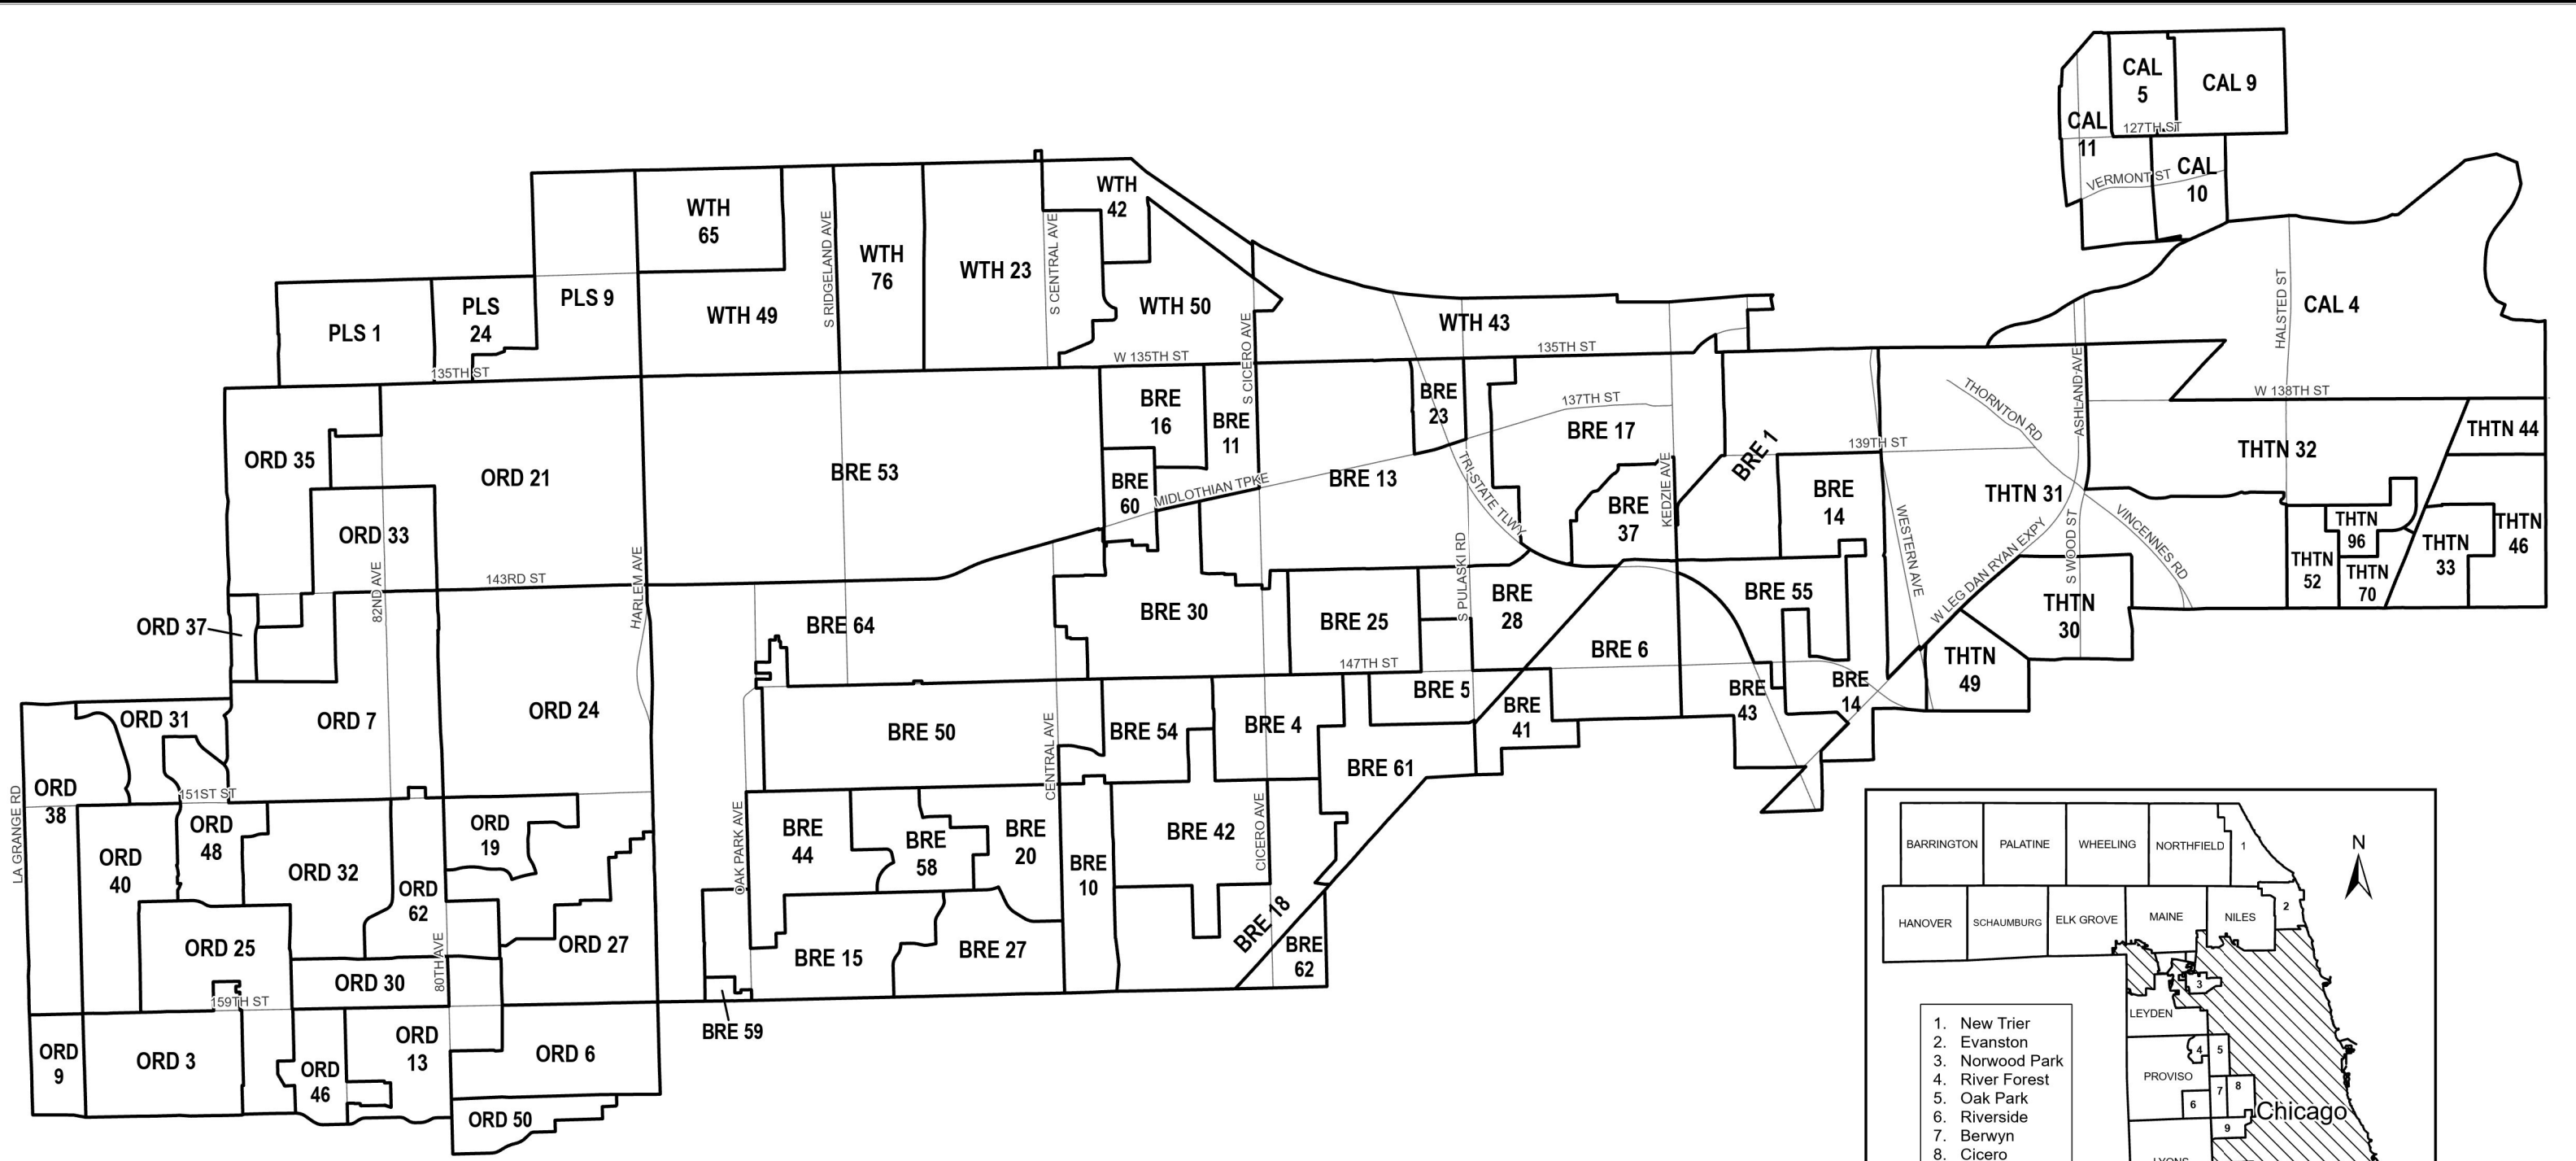 CAL
5
CAL 9
CAL
11
127TH ST
CAL
10
VERMONT ST
WTH
65
WTH
42
WTH
76
WTH 23
S RIDGELAND AVE
S CENTRAL AVE
PLS 1
PLS
24
PLS 9
WTH 49
WTH 50
S CICERO AVE
WTH 43
CAL 4
HALSTED ST
135TH ST
W 135TH ST
135TH ST
W 138TH ST
ORD 35
ORD 21
BRE 53
BRE
16
BRE
11
BRE
60
MIDLOTHIAN TPKE
BRE 13
BRE
23
137TH ST
BRE 17
TRI-STATE TLWY
BRE
37
KEDZIE AVE
BRE 1
BRE
14
139TH ST
THORNTON RD
ASHLAND AVE
THTN 31
THTN 32
THTN 44
THTN
46
THTN
96
THTN
33
THTN
52
THTN
70
WESTERN AVE
W LEG DAN RYAN EXPY
S WOOD ST
VINCENNES RD
ORD 33
82ND AVE
143RD ST
HARLEM AVE
ORD 37
BRE 64
BRE 30
BRE 25
S PULASKI RD
BRE
28
BRE 6
BRE 55
THTN
30
THTN
49
147TH ST
ORD 31
ORD 7
ORD 24
BRE 50
CENTRAL AVE
BRE 54
BRE 4
BRE 5
BRE
41
BRE
43
BRE
14
BRE 61
ORD
38
LA GRANGE RD
151ST ST
ORD
40
ORD
48
ORD 32
ORD
62
ORD
19
OAK PARK AVE
BRE
44
BRE
58
BRE
20
BRE
10
BRE 42
CICERO AVE
BRE 18
BRE
62
ORD 25
ORD 30
80TH AVE
ORD 27
BRE 15
BRE 27
159TH ST
BRE 59
ORD
9
ORD 3
ORD
46
ORD
13
ORD 6
ORD 50
BARRINGTON
PALATINE
WHEELING
NORTHFIELD
1
N
HANOVER
SCHAUMBURG
ELK GROVE
MAINE
NILES
2
3
LEYDEN
4
5
PROVISO
7
8
6
Chicago
9
LYONS
1. New Trier
2. Evanston
3. Norwood Park
4. River Forest
5. Oak Park
6. Riverside
7. Berwyn
8. Cicero